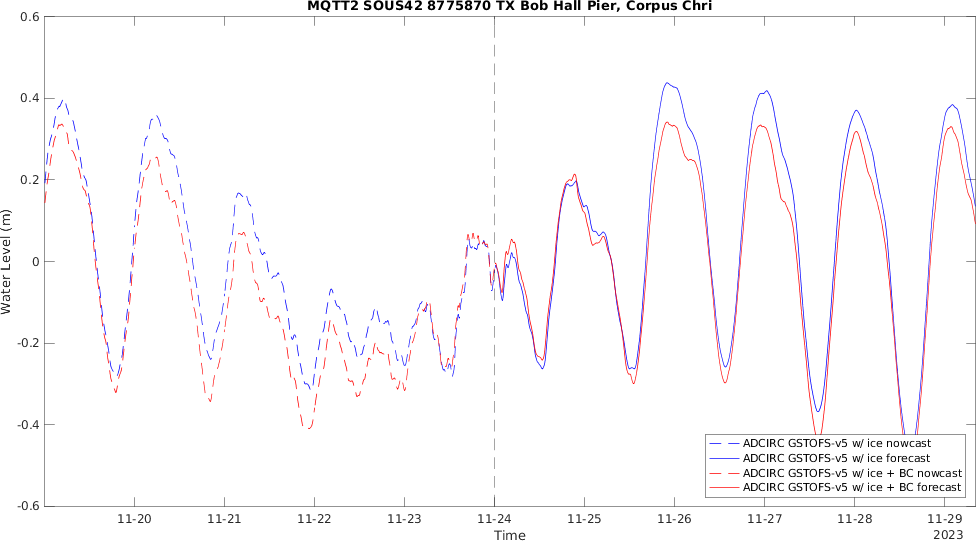 MQTT2 SOUS42 8775870 TX Bob Hall Pier, Corpus Chri
0.6
0.4
0.2
0
-0.2
-0.4
-0.6
Water Level (m)
ADCIRC GSTOFS-v5 w/ ice nowcast
ADCIRC GSTOFS-v5 w/ ice forecast
ADCIRC GSTOFS-v5 w/ ice + BC nowcast
ADCIRC GSTOFS-v5 w/ ice + BC forecast
11-20 11-21 11-22 11-23 11-24 11-25 11-26 11-27 11-28 11-29
Time 2023